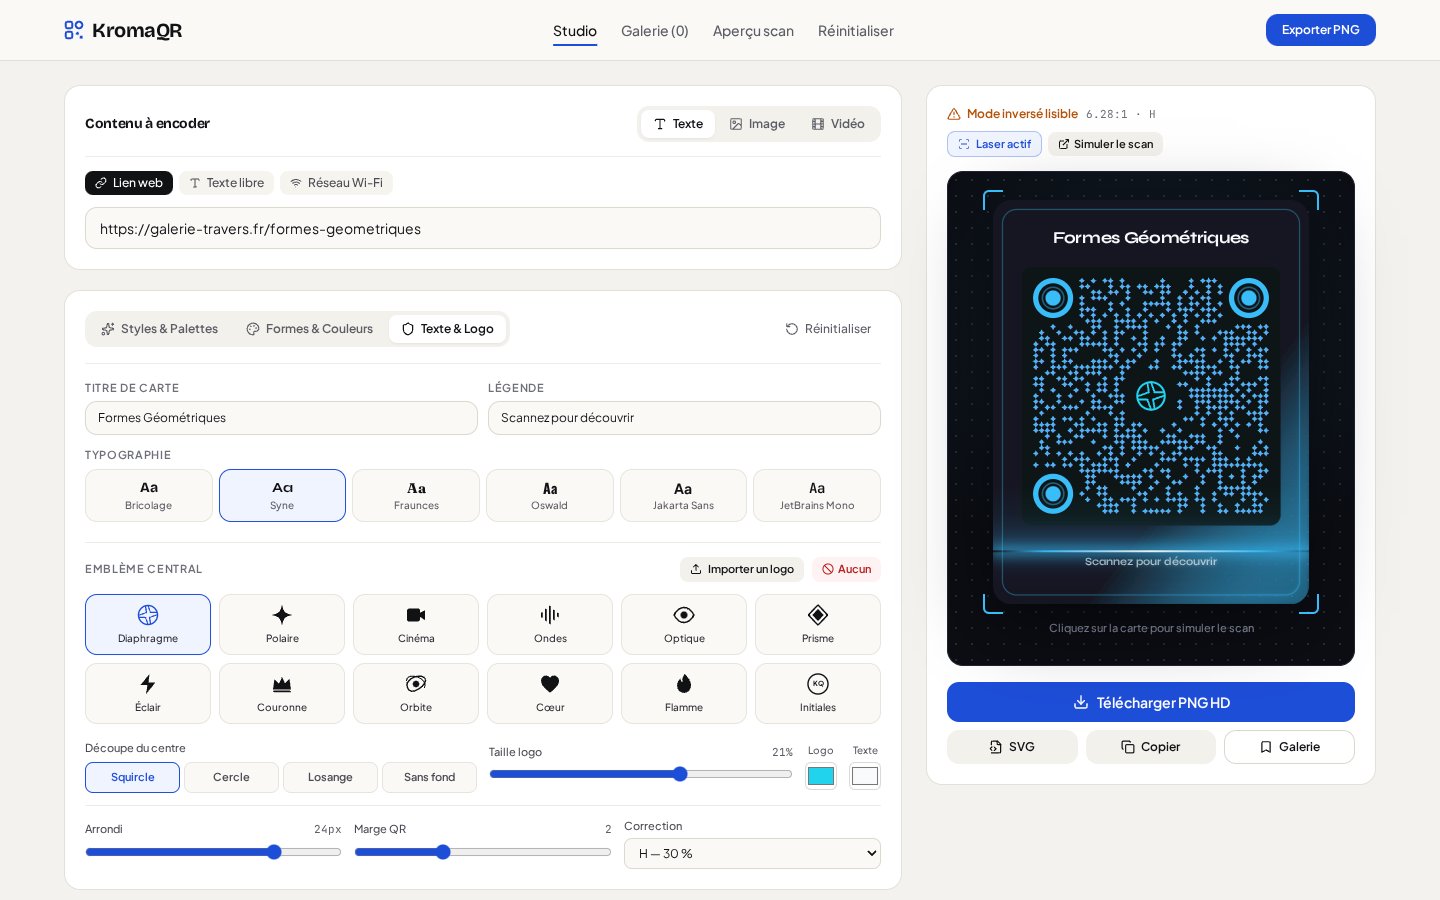 KromaQR
Studio
Galerie (0)
Aperçu scan
Réinitialiser
Exporter PNG
Contenu à encoder
Texte
Image
Vidéo
Lien web
Texte libre
Réseau Wi-Fi
https://galerie-travers.fr/formes-geometriques
Styles & Palettes
Formes & Couleurs
Texte & Logo
Réinitialiser
TITRE DE CARTE
LÉGENDE
Formes Géométriques
Scannez pour découvrir
TYPOGRAPHIE
Aa
Bricolage
Aa
Syne
Aa
Fraunces
Aa
Oswald
Aa
Jakarta Sans
Aa
JetBrains Mono
EMBLÈME CENTRAL
Importer un logo
Aucun
Diaphragme
Polaire
Cinéma
Ondes
Optique
Prisme
Éclair
Couronne
Orbite
Cœur
Flamme
KQ
Initiales
Découpe du centre
Squircle
Cercle
Losange
Sans fond
Taille logo
21%
Logo
Texte
Arrondi
24px
Marge QR
2
Correction
H — 30 %
Mode inversé lisible
6.28:1 · H
Laser actif
Simuler le scan
Formes Géométriques
Scannez pour découvrir
Cliquez sur la carte pour simuler le scan
Télécharger PNG HD
SVG
Copier
Galerie